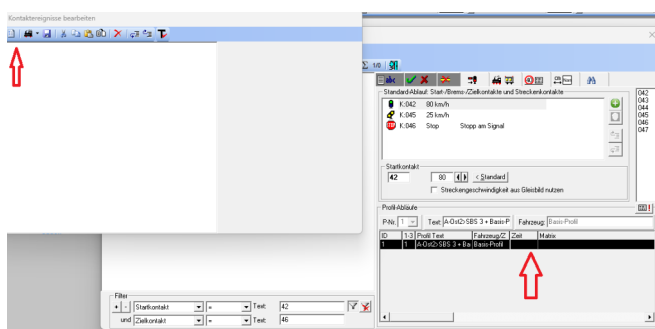 Kontaktereignisse bearbeiten
Σ 1/0
abc
Standard-Ablauf: Start-/Brems-/Zielkontakte und Streckenkontakte
K:042 80 km/h
K:045 25 km/h
STOP K:046 Stop Stopp am Signal
042
043
044
045
046
047
Startkontakt
42 80 < Standard
Streckengeschwindigkeit aus Gleisbild nutzen
Profil-Abläufe
P-Nr. 1 Text: A-Ost2>SBS 3 + Basis-P Fahrzeug: Basis-Profil
ID 1-3 Profil Text Fahrzeug/Z Zeit Matrix
1 1 A-Ost2>SBS 3 + Ba Basis-Profil
Filter
+ - Startkontakt = Text: 42
und Zielkontakt = Text: 46